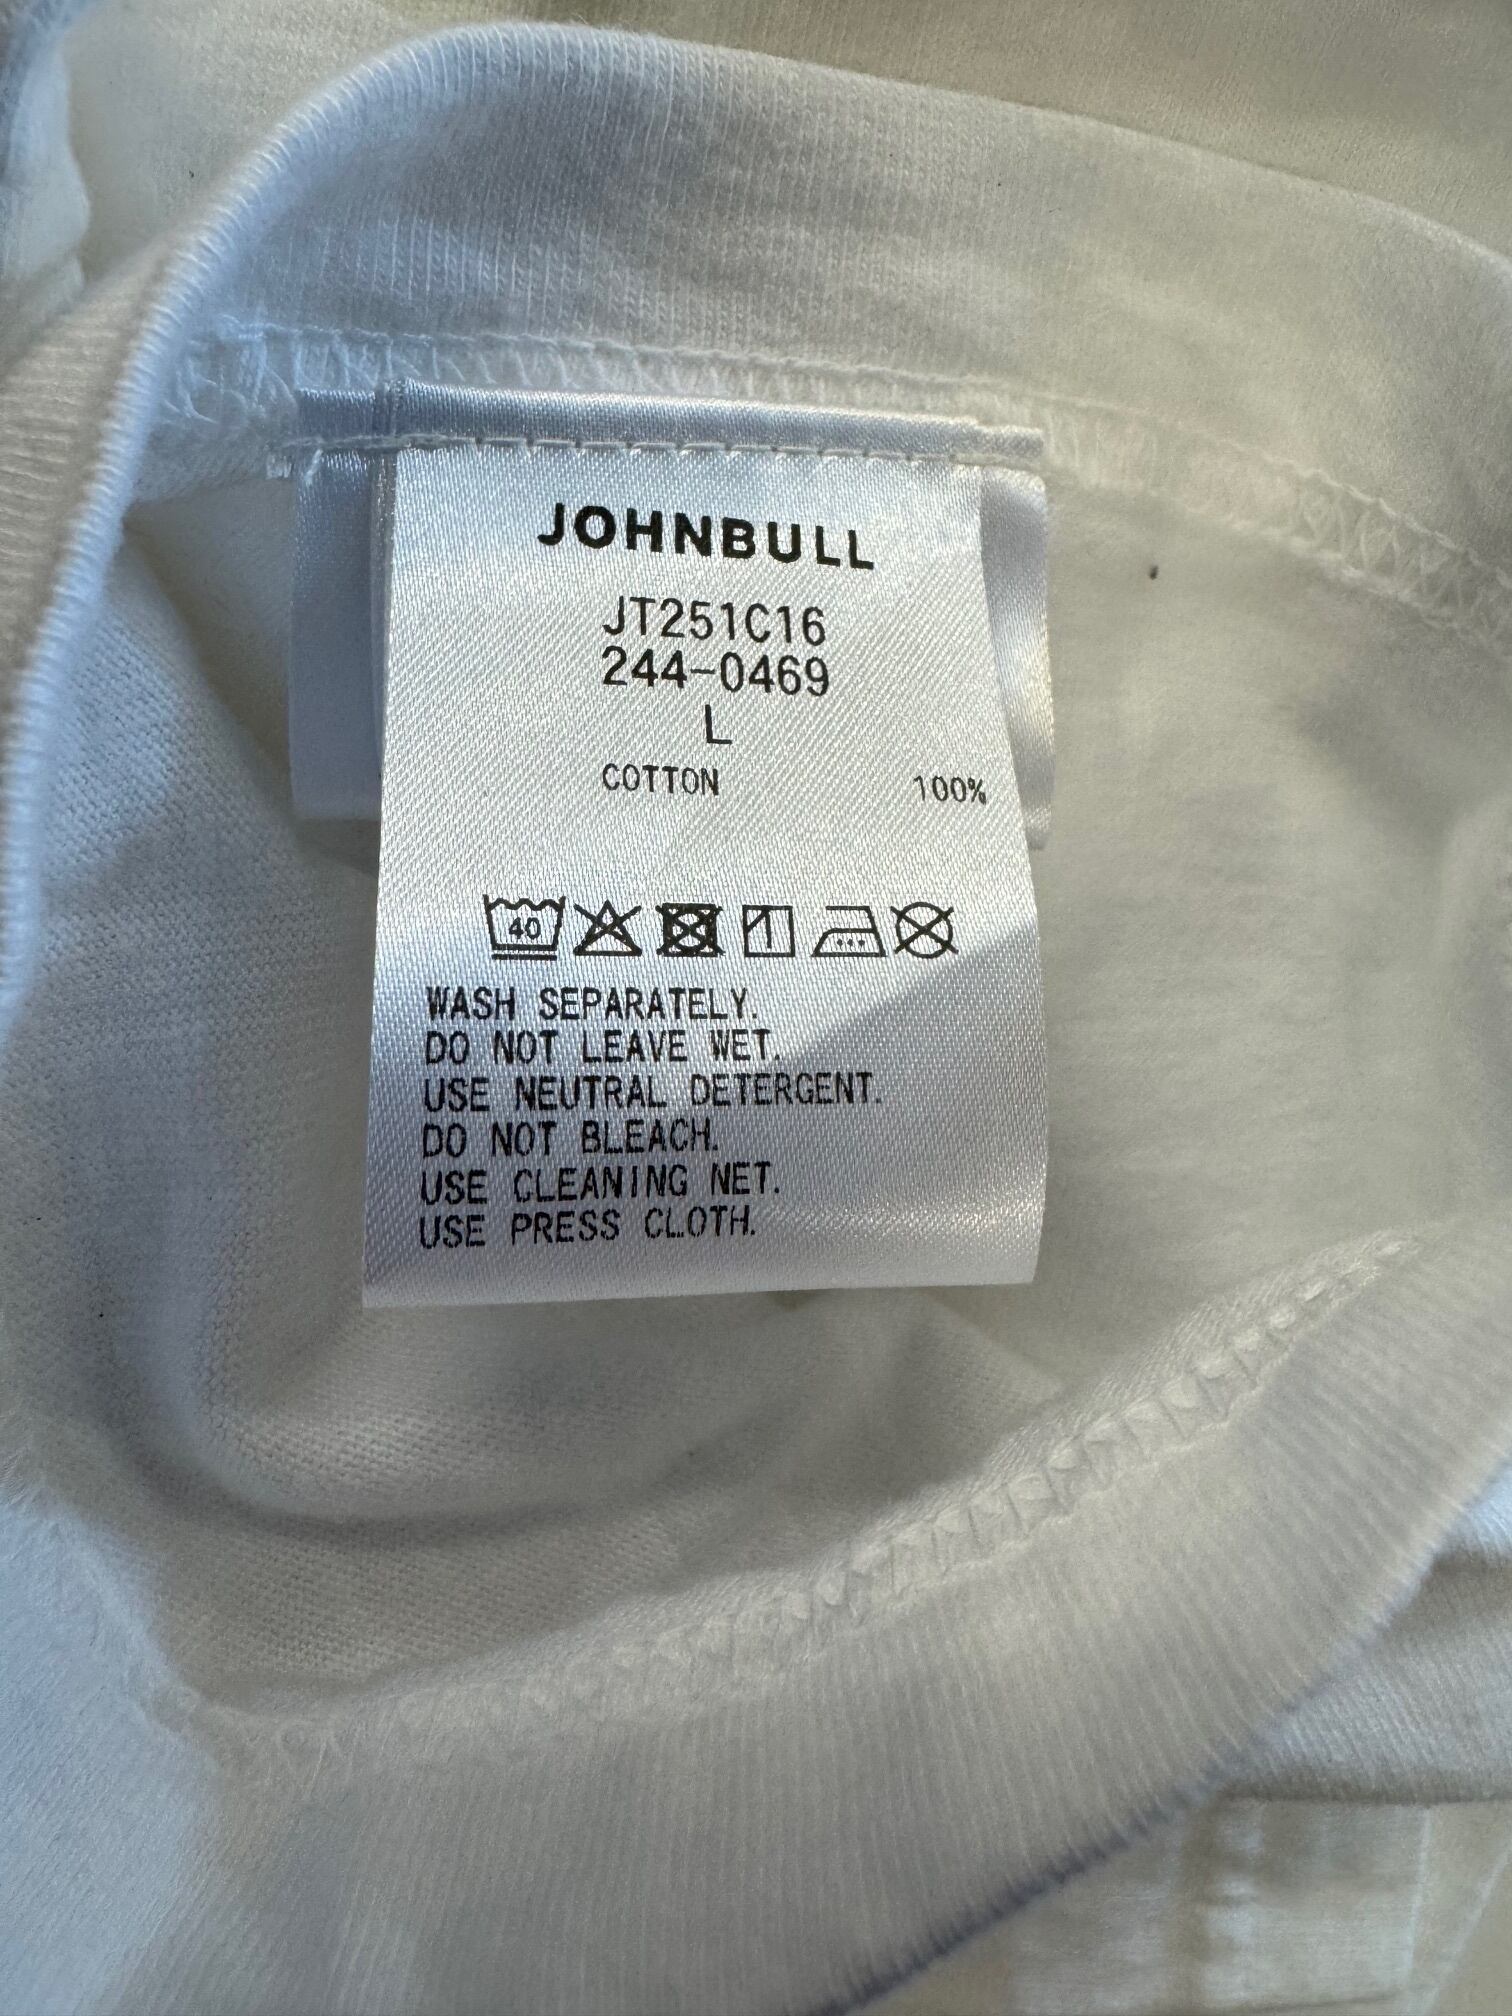 JOHNBULL
JT251C16
244-0469
L
COTTON 100%
40
WASH SEPARATELY.
DO NOT LEAVE WET.
USE NEUTRAL DETERGENT.
DO NOT BLEACH.
USE CLEANING NET.
USE PRESS CLOTH.